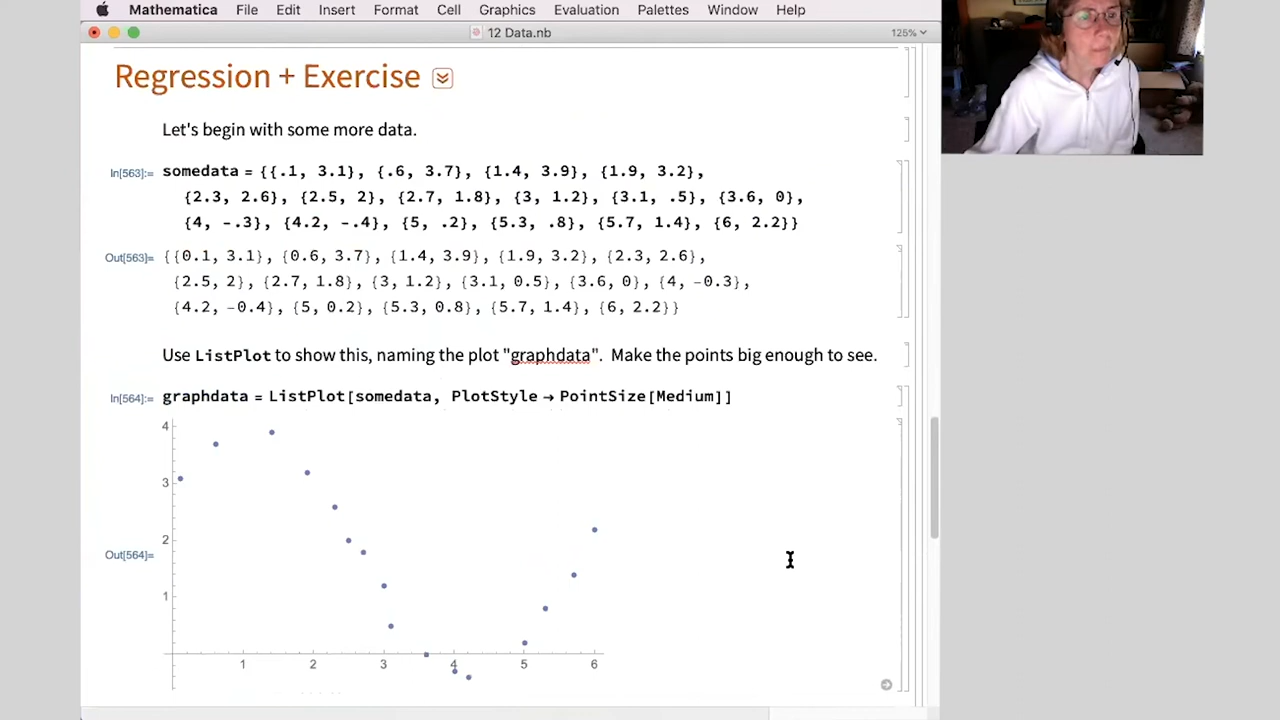 Mathematica File Edit Insert Format Cell Graphics Evaluation Palettes Window Help
12 Data.nb 125%
Regression + Exercise
Let's begin with some more data.
In[563]:= somedata = {{.1, 3.1}, {.6, 3.7}, {1.4, 3.9}, {1.9, 3.2},
{2.3, 2.6}, {2.5, 2}, {2.7, 1.8}, {3, 1.2}, {3.1, .5}, {3.6, 0},
{4, -.3}, {4.2, -.4}, {5, .2}, {5.3, .8}, {5.7, 1.4}, {6, 2.2}}
Out[563]= {{0.1, 3.1}, {0.6, 3.7}, {1.4, 3.9}, {1.9, 3.2}, {2.3, 2.6},
{2.5, 2}, {2.7, 1.8}, {3, 1.2}, {3.1, 0.5}, {3.6, 0}, {4, -0.3},
{4.2, -0.4}, {5, 0.2}, {5.3, 0.8}, {5.7, 1.4}, {6, 2.2}}
Use ListPlot to show this, naming the plot "graphdata". Make the points big enough to see.
In[564]:= graphdata = ListPlot[somedata, PlotStyle → PointSize[Medium]]
4
3
2
Out[564]=
1
1 2 3 4 5 6